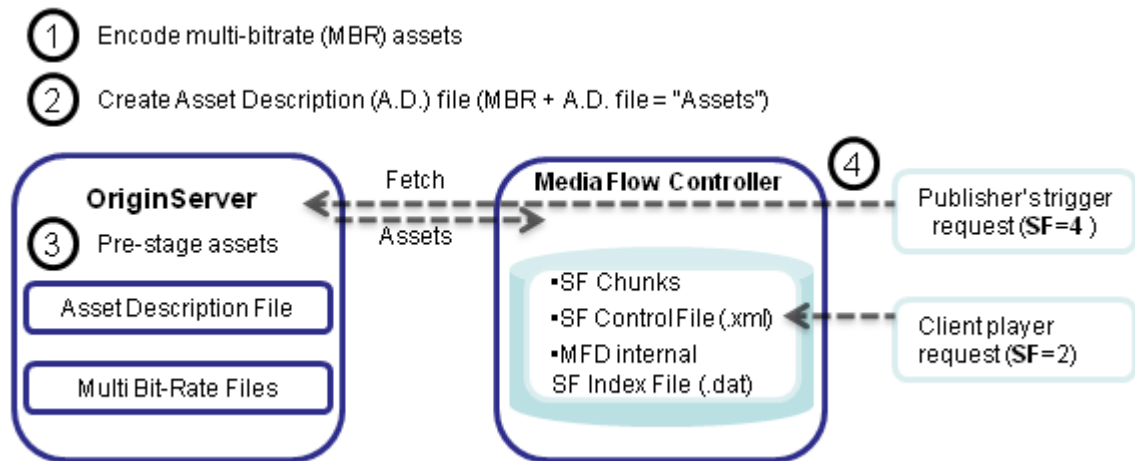 1 Encode multi-bitrate (MBR) assets
2 Create Asset Description (A.D.) file (MBR + A.D. file = "Assets")
OriginServer
3 Pre-stage assets
Asset Description File
Multi Bit-Rate Files
Fetch
Assets
MediaFlow Controller
▪SF Chunks
▪SF Control File (.xml)
▪MFD internal
SF Index File (.dat)
4
Publisher's trigger
request (SF=4 )
Client player
request (SF=2)